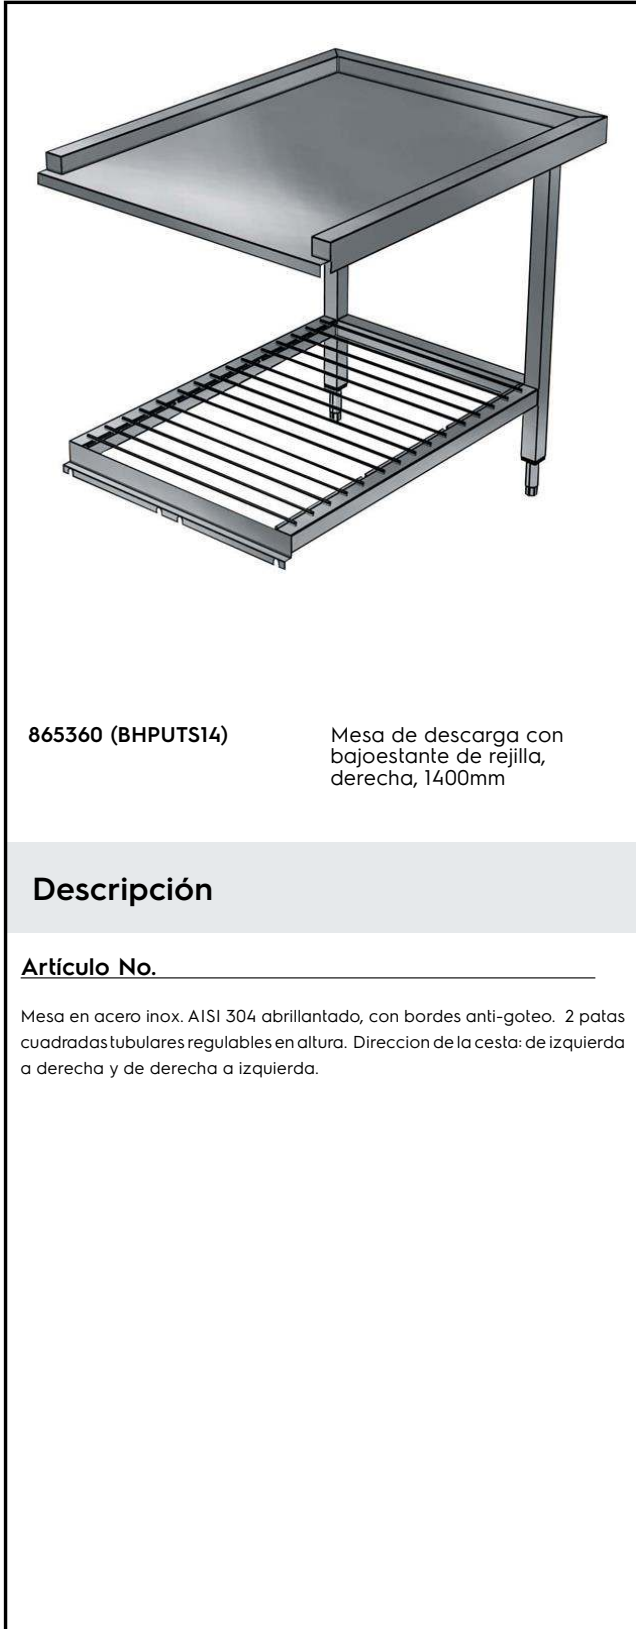 865360 (BHPUTS14)
Mesa de descarga con
bajoestante de rejilla,
derecha, 1400mm
Descripción
Artículo No.
Mesa en acero inox. AISI 304 abrillantado, con bordes anti-goteo. 2 patas
cuadradas tubulares regulables en altura. Direccion de la cesta: de izquierda
a derecha y de derecha a izquierda.